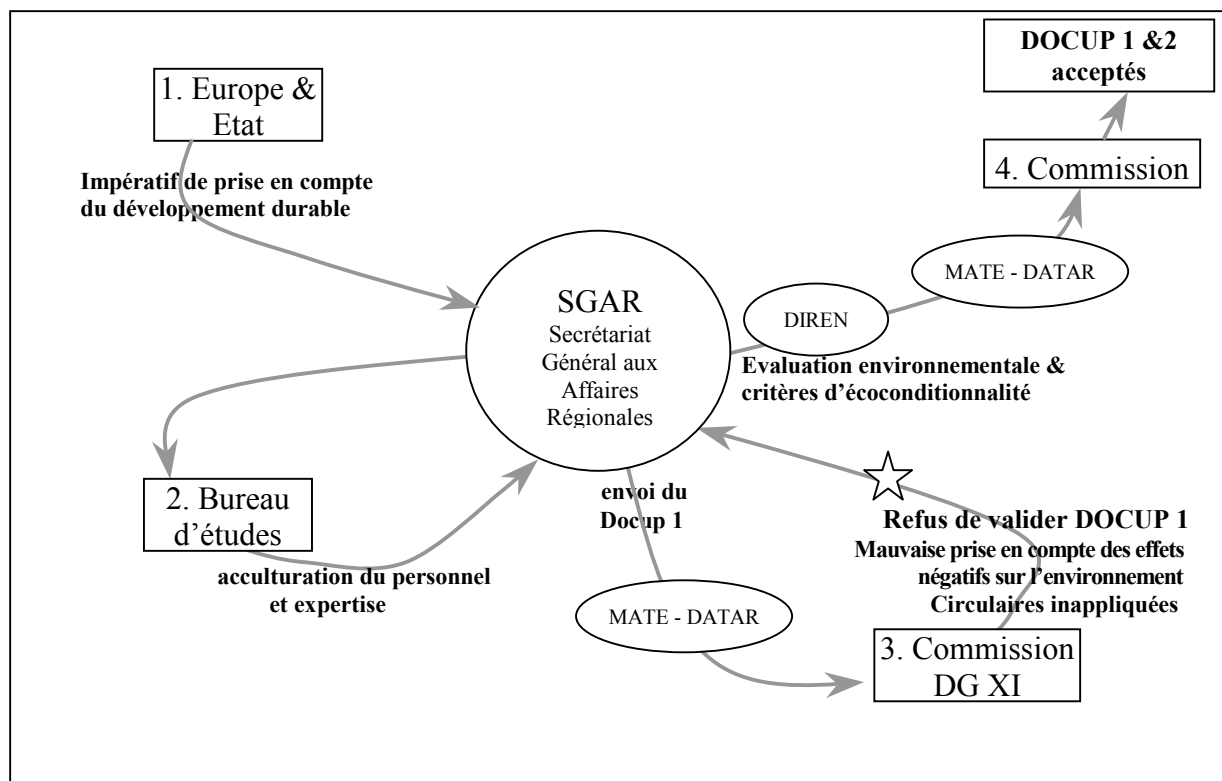 DOCUP 1 &2
acceptés
1. Europe &
Etat
4. Commission
Impératif de prise en compte
du développement durable
MATE - DATAR
SGAR
Secrétariat
Général aux
Affaires
Régionales
DIREN
Evaluation environnementale &
critères d’écoconditionnalité
2. Bureau
d’études
envoi du
Docup 1
Refus de valider DOCUP 1
Mauvaise prise en compte des effets
négatifs sur l’environnement
Circulaires inappliquées
acculturation du personnel
et expertise
MATE - DATAR
3. Commission
DG XI